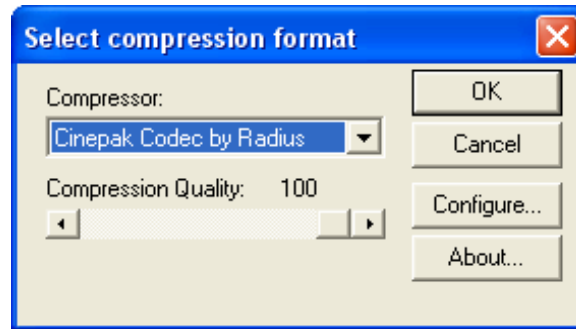 Select compression format
Compressor:
Cinepak Codec by Radius
Compression Quality: 100
OK
Cancel
Configure...
About...